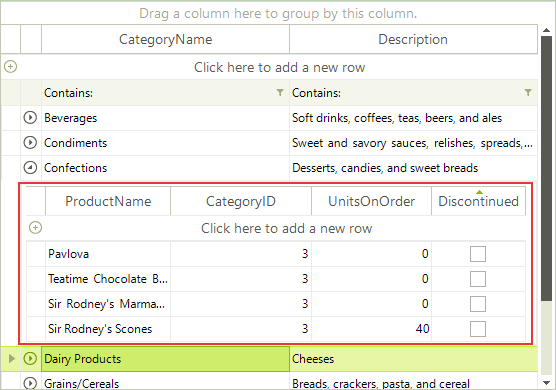 Drag a column here to group by this column.
CategoryName Description
Click here to add a new row
Contains: Contains:
Beverages Soft drinks, coffees, teas, beers, and ales
Condiments Sweet and savory sauces, relishes, spreads,...
Confections Desserts, candies, and sweet breads
ProductName CategoryID UnitsOnOrder Discontinued
Click here to add a new row
Pavlova 3 0
Teatime Chocolate B... 3 0
Sir Rodney's Marma... 3 0
Sir Rodney's Scones 3 40
Dairy Products Cheeses
Grains/Cereals Breads, crackers, pasta, and cereal